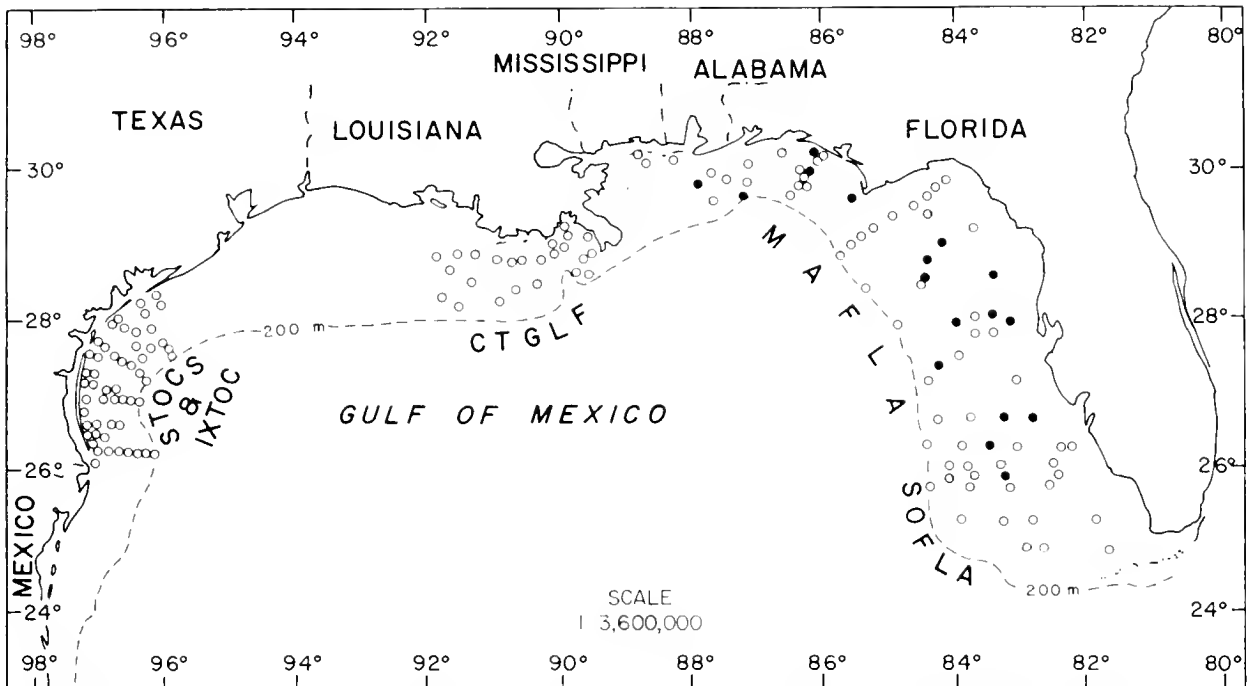 98° 96° 94° 92° 90° 88° 86° 84° 82° 80°
MISSISSIPPI
ALABAMA
TEXAS
LOUISIANA
FLORIDA
30°
30°
28°
28°
200 m
CTGLF
MAFLA
STOCS
&
IXTOC
GULF OF MEXICO
26°
26°
SOFLA
MEXICO
200 m
24°
24°
SCALE
1 3,600,000
98° 96° 94° 92° 90° 88° 86° 84° 82° 80°